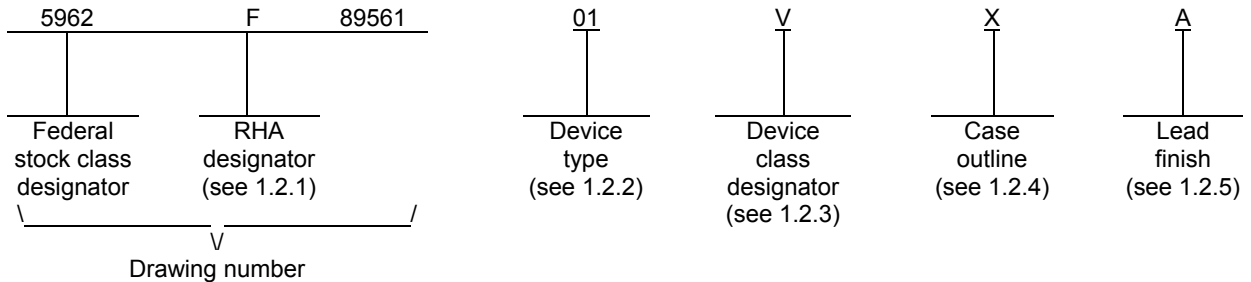 5962 F 89561 01 V X A
Federal RHA Device Device Case Lead
stock class designator type class outline finish
designator (see 1.2.1) (see 1.2.2) designator (see 1.2.4) (see 1.2.5)
\ / (see 1.2.3)
\/
Drawing number